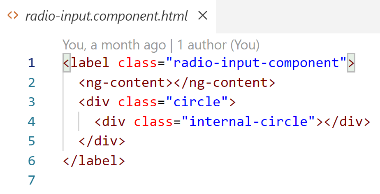 <> radio-input.component.html ×
You, a month ago | 1 author (You)
1 <label class="radio-input-component">
2 <ng-content></ng-content>
3 <div class="circle">
4 <div class="internal-circle"></div>
5 </div>
6 </label>
7